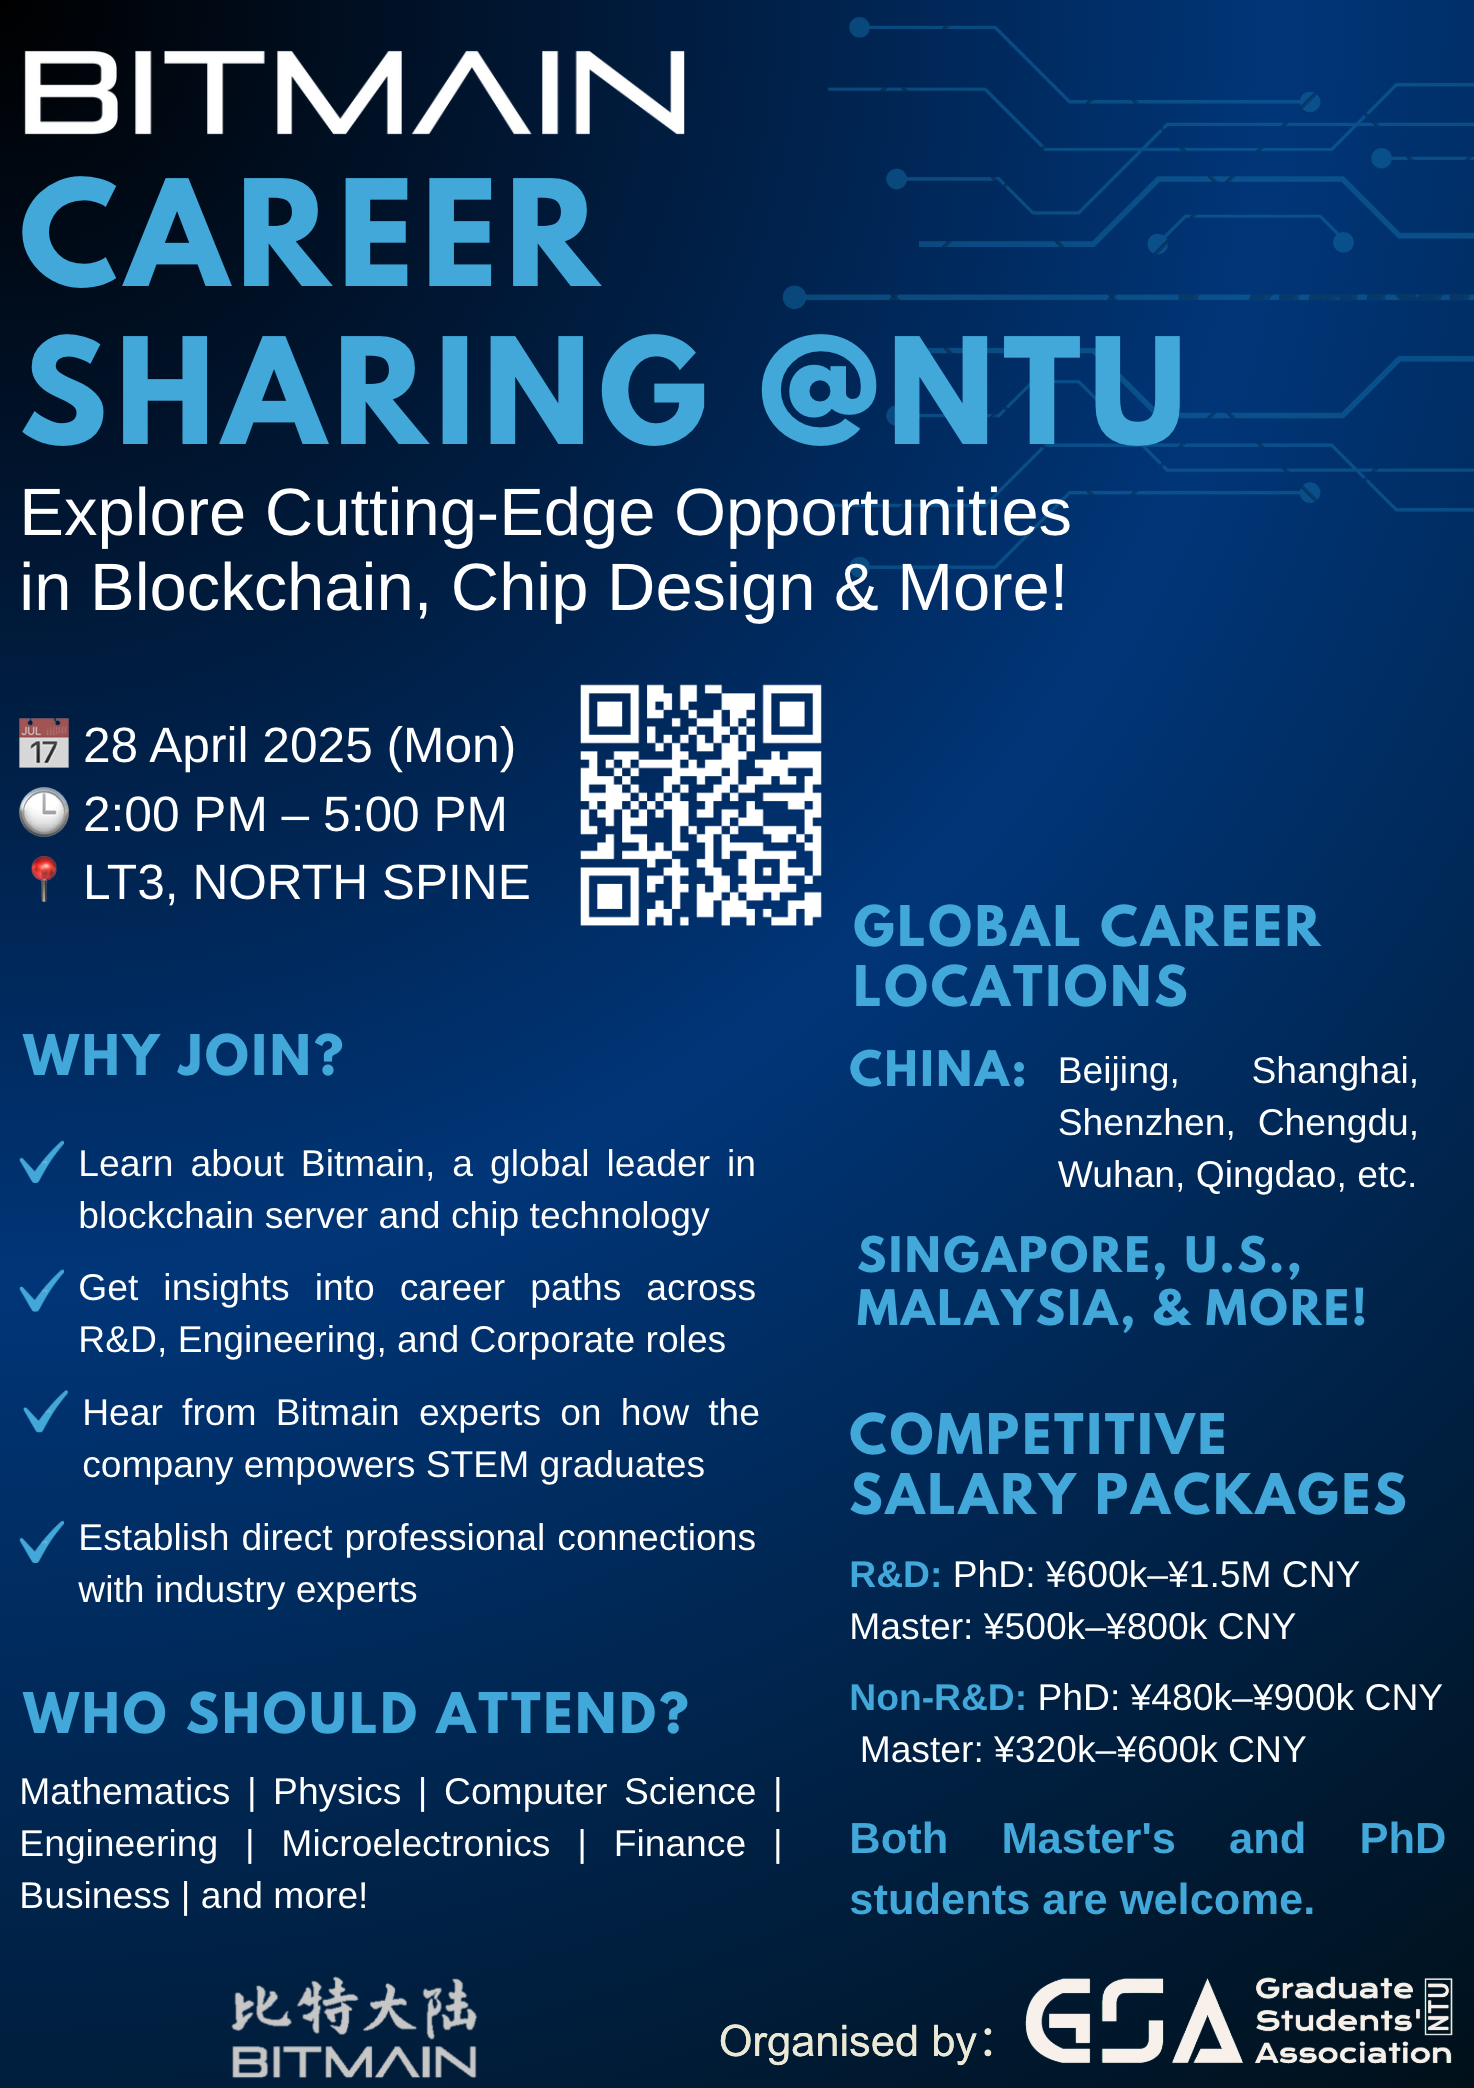 BITMAIN
CAREER
SHARING @NTU
Explore Cutting-Edge Opportunities
in Blockchain, Chip Design & More!
JUL
17
28 April 2025 (Mon)
2:00 PM – 5:00 PM
LT3, NORTH SPINE
WHY JOIN?
Learn about Bitmain, a global leader in
blockchain server and chip technology
Get insights into career paths across
R&D, Engineering, and Corporate roles
Hear from Bitmain experts on how the
company empowers STEM graduates
Establish direct professional connections
with industry experts
WHO SHOULD ATTEND?
Mathematics | Physics | Computer Science |
Engineering | Microelectronics | Finance |
Business | and more!
GLOBAL CAREER
LOCATIONS
CHINA: Beijing, Shanghai,
Shenzhen, Chengdu,
Wuhan, Qingdao, etc.
SINGAPORE, U.S.,
MALAYSIA, & MORE!
COMPETITIVE
SALARY PACKAGES
R&D: PhD: ¥600k–¥1.5M CNY
Master: ¥500k–¥800k CNY
Non-R&D: PhD: ¥480k–¥900k CNY
Master: ¥320k–¥600k CNY
Both Master's and PhD
students are welcome.
比特大陆
BITMAIN
Organised by:
GSA
Graduate
Students'
Association
NTU